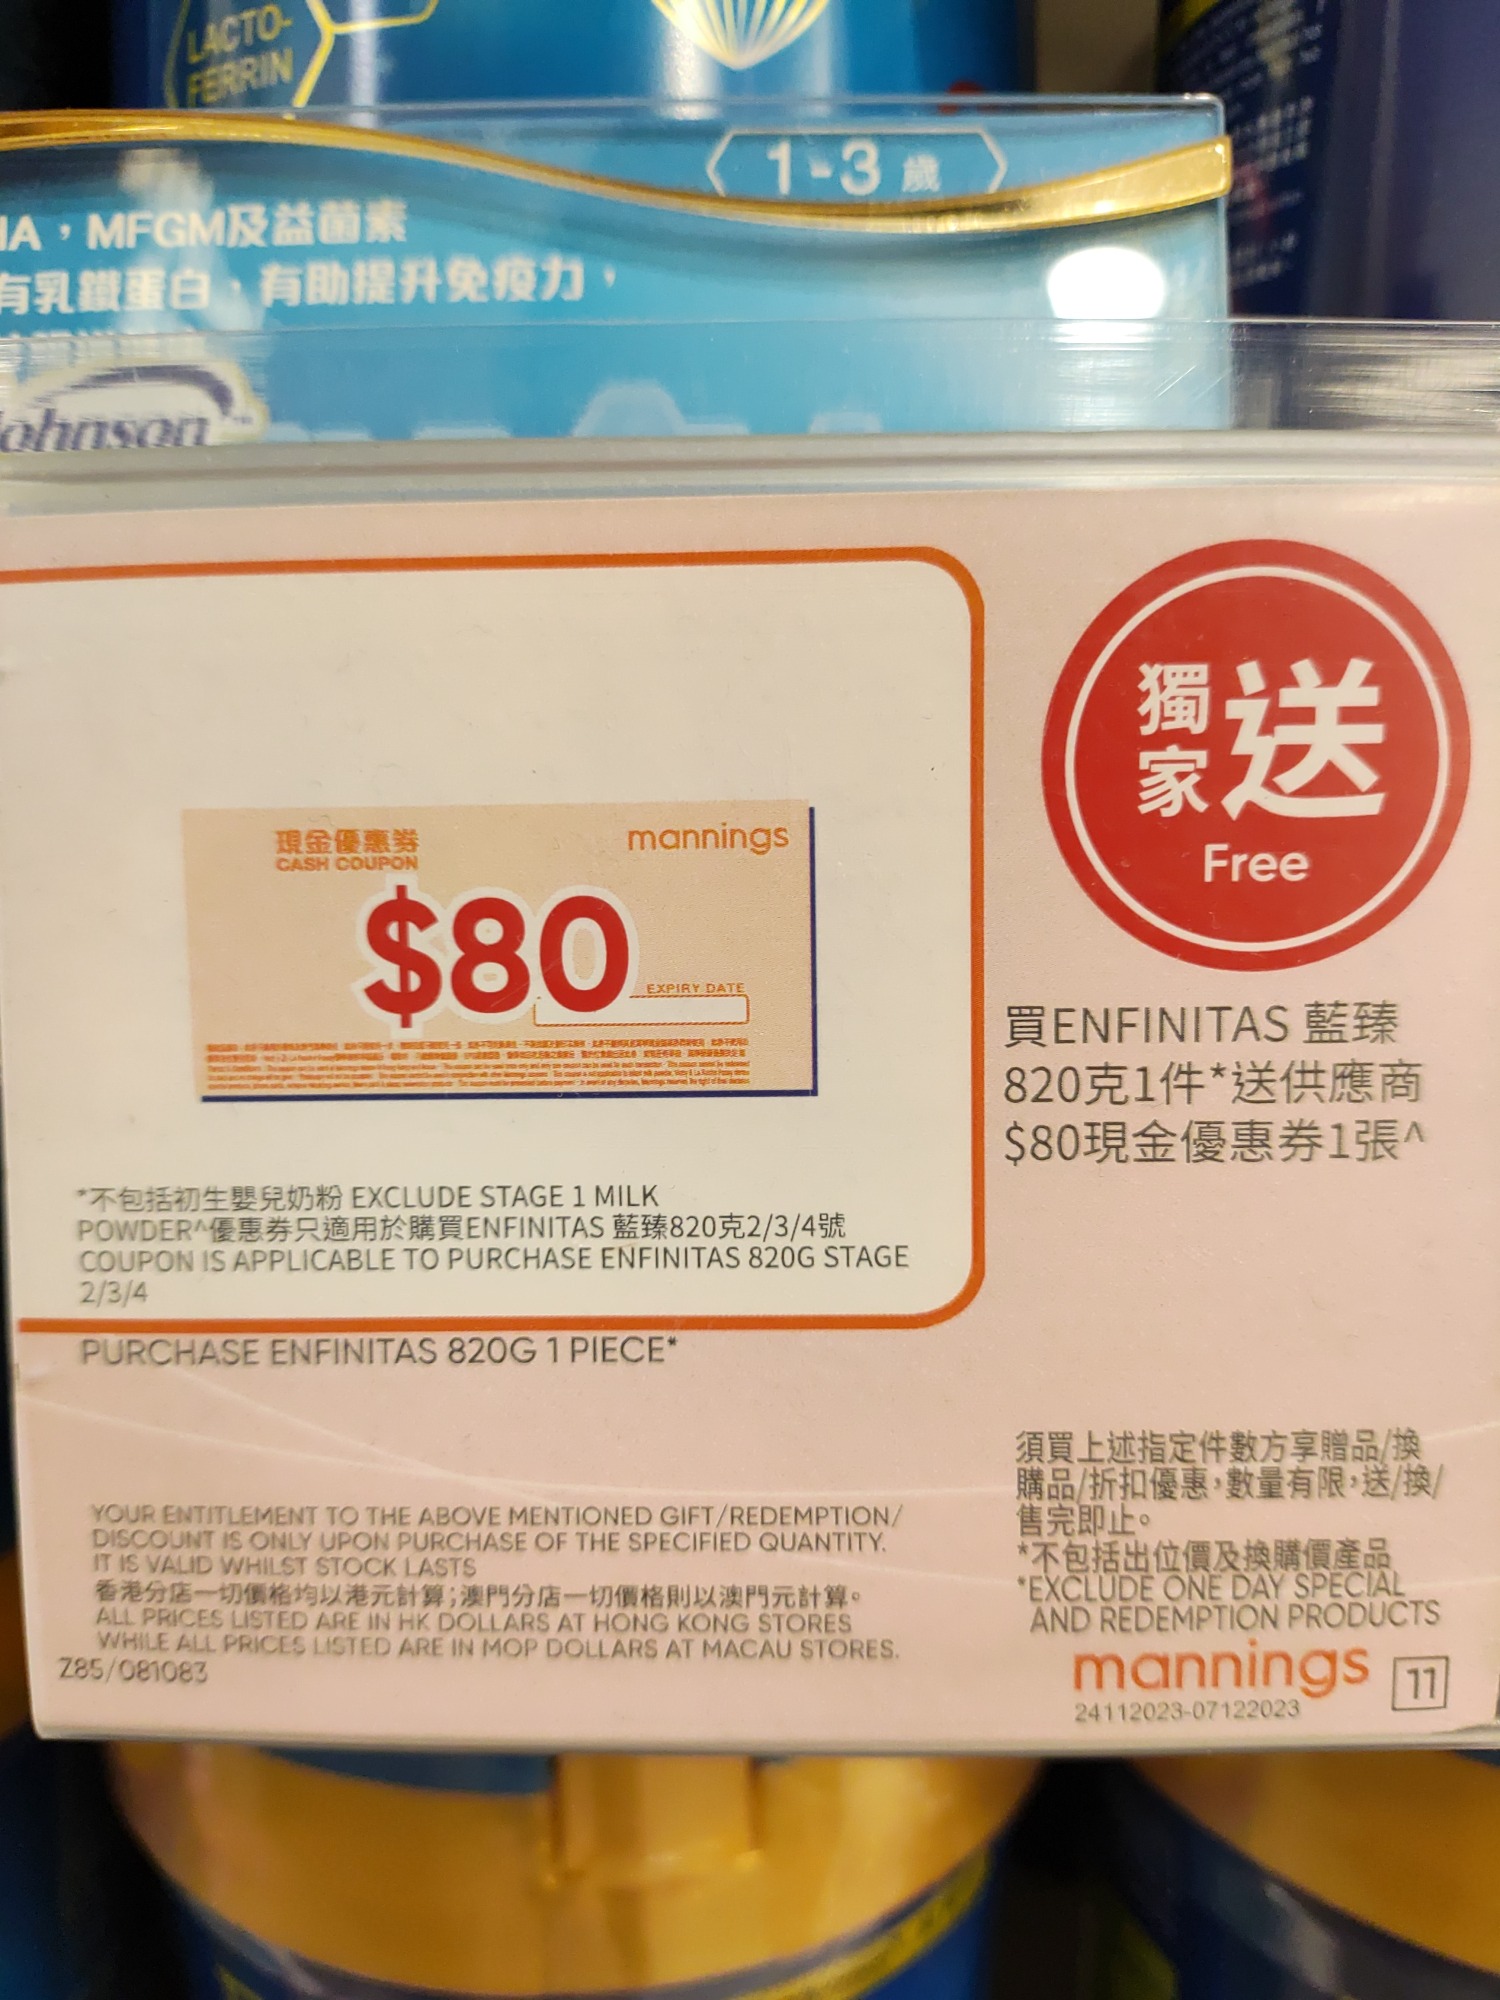 LACTO-
FERRIN
1-3 歲
MFGM及益菌素
有乳鐵蛋白，有助提升免疫力，
現金優惠券
CASH COUPON
mannings
$80
EXPIRY DATE
獨家送
Free
買ENFINITAS 藍臻
820克1件*送供應商
$80現金優惠券1張^
*不包括初生嬰兒奶粉 EXCLUDE STAGE 1 MILK
POWDER^優惠券只適用於購買ENFINITAS 藍臻820克2/3/4號
COUPON IS APPLICABLE TO PURCHASE ENFINITAS 820G STAGE
2/3/4
PURCHASE ENFINITAS 820G 1 PIECE*
YOUR ENTITLEMENT TO THE ABOVE MENTIONED GIFT/REDEMPTION/
DISCOUNT IS ONLY UPON PURCHASE OF THE SPECIFIED QUANTITY.
IT IS VALID WHILST STOCK LASTS
香港分店一切價格均以港元計算；澳門分店一切價格則以澳門元計算。
ALL PRICES LISTED ARE IN HK DOLLARS AT HONG KONG STORES
WHILE ALL PRICES LISTED ARE IN MOP DOLLARS AT MACAU STORES.
Z85/081083
須買上述指定件數方享贈品/換
購品/折扣優惠，數量有限，送/換/
售完即止。
*不包括出位價及換購價產品
*EXCLUDE ONE DAY SPECIAL
AND REDEMPTION PRODUCTS
mannings
11
24112023-07122023